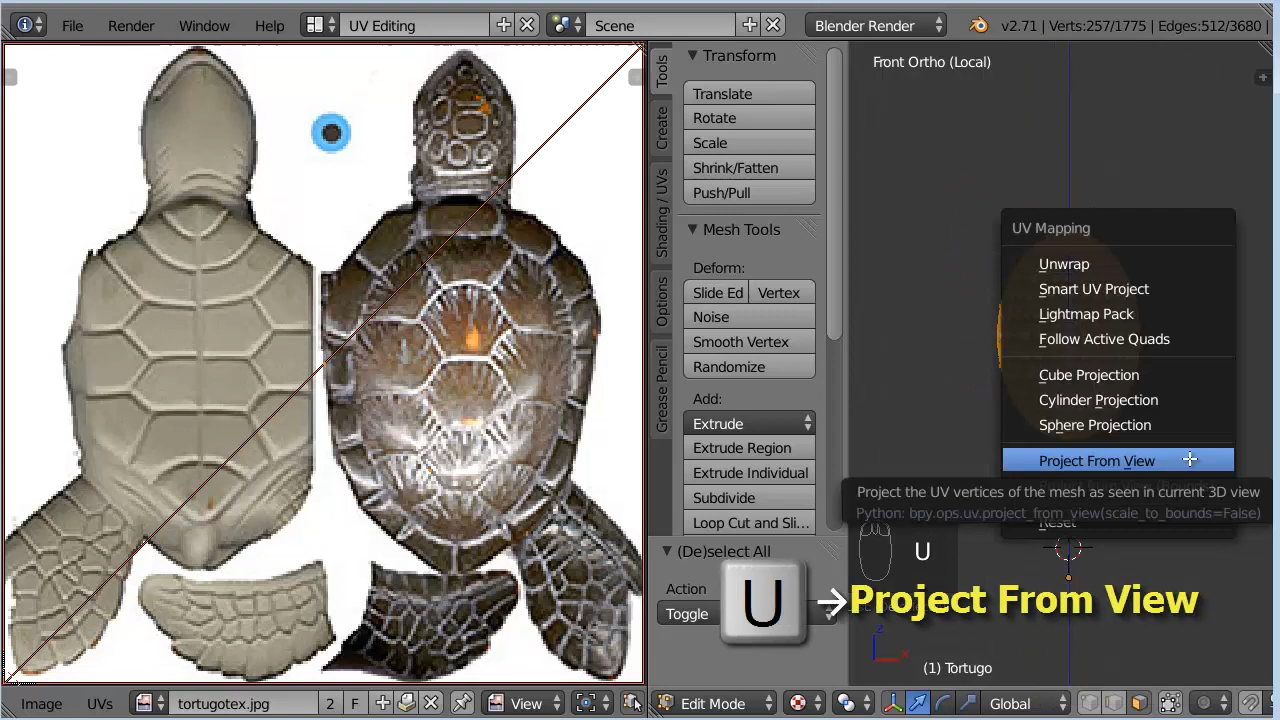 File Render Window Help UV Editing Scene Blender Render v2.71 | Verts:257/1775 | Edges:512/3680 |
Tools
Create
Shading / UVs
Options
Grease Pencil
Transform
Translate
Rotate
Scale
Shrink/Fatten
Push/Pull
Mesh Tools
Deform:
Slide Ed Vertex
Noise
Smooth Vertex
Randomize
Add:
Extrude
Extrude Region
Extrude Individual
Subdivide
Loop Cut and Sli...
(De)select All
Action
Toggle
Front Ortho (Local)
UV Mapping
Unwrap
Smart UV Project
Lightmap Pack
Follow Active Quads
Cube Projection
Cylinder Projection
Sphere Projection
Project From View
Project the UV vertices of the mesh as seen in current 3D view
Python: bpy.ops.uv.project_from_view(scale_to_bounds=False)
Reset
U
U →Project From View
z
x
(1) Tortugo
Image UVs tortugotex.jpg 2 F View Edit Mode Global